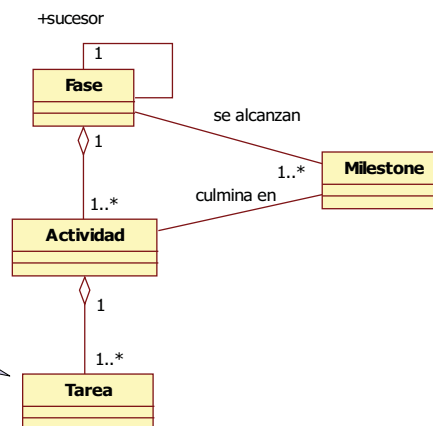 +sucesor
1
Fase
se alcanzan
1
1..*
Milestone
culmina en
1..*
Actividad
1
1..*
Tarea